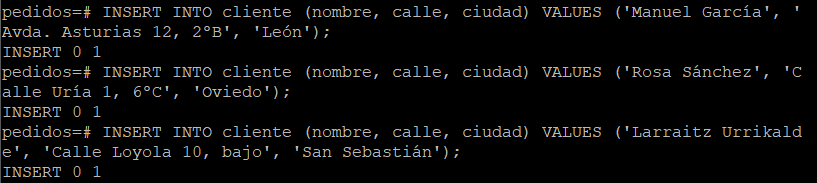 pedidos=# INSERT INTO cliente (nombre, calle, ciudad) VALUES ('Manuel García', '
Avda. Asturias 12, 2ºB', 'León');
INSERT 0 1
pedidos=# INSERT INTO cliente (nombre, calle, ciudad) VALUES ('Rosa Sánchez', 'C
alle Uría 1, 6ºC', 'Oviedo');
INSERT 0 1
pedidos=# INSERT INTO cliente (nombre, calle, ciudad) VALUES ('Larraitz Urrikald
e', 'Calle Loyola 10, bajo', 'San Sebastián');
INSERT 0 1